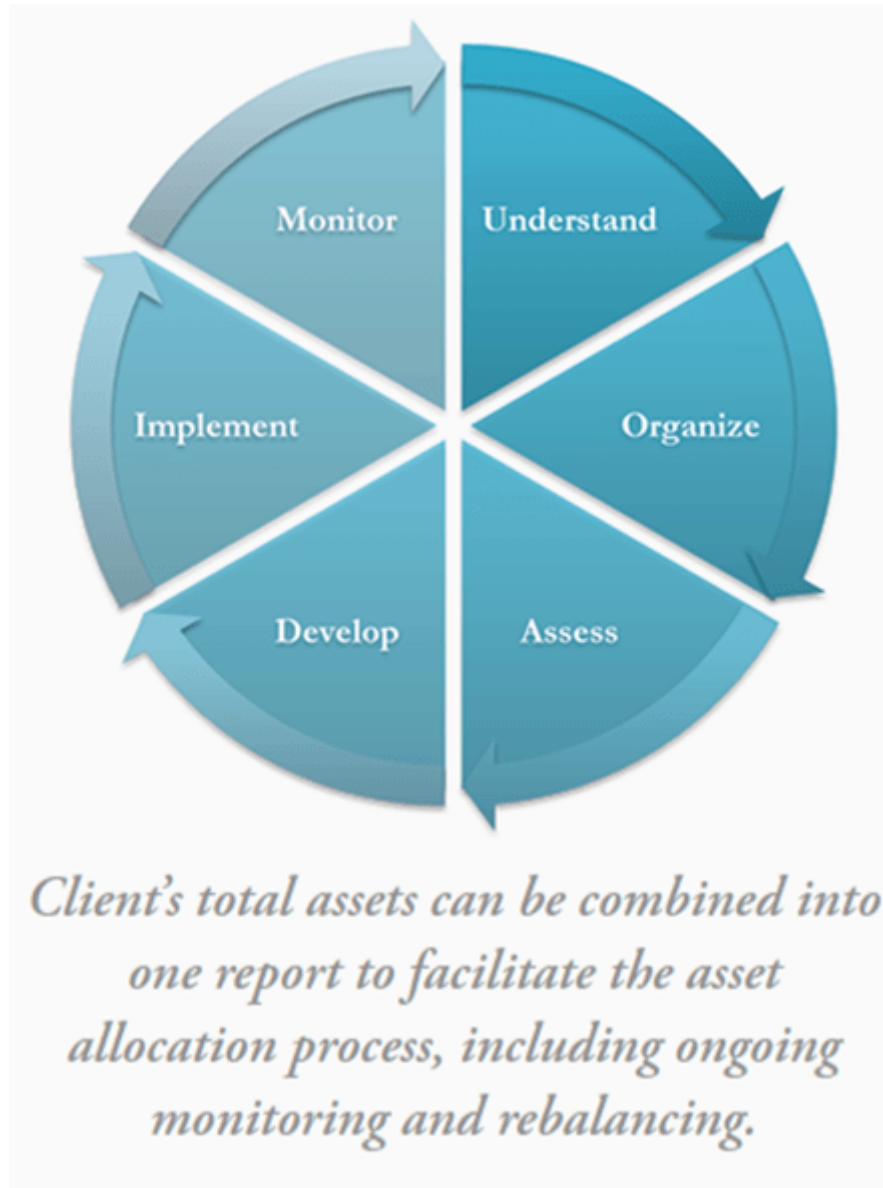 Monitor
Understand
Implement
Organize
Develop
Assess
Client's total assets can be combined into
one report to facilitate the asset
allocation process, including ongoing
monitoring and rebalancing.